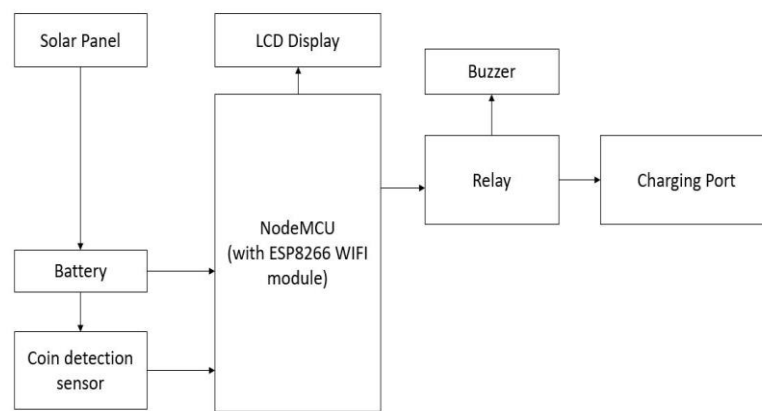 Solar Panel
LCD Display
Buzzer
Relay
Charging Port
NodeMCU
(with ESP8266 WIFI
module)
Battery
Coin detection
sensor